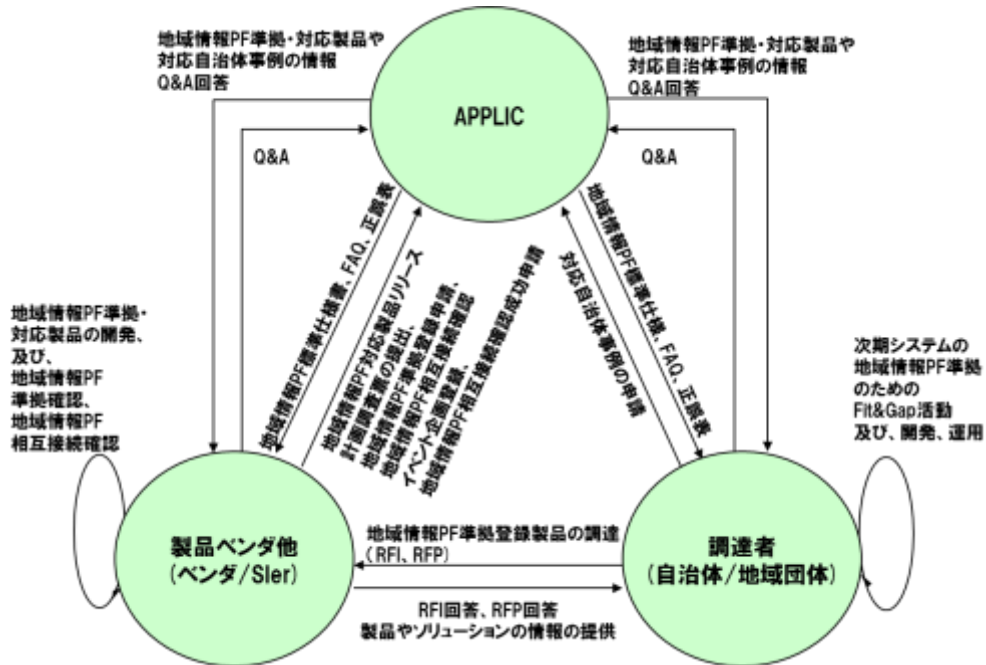 地域情報PF準拠・対応製品や
対応自治体事例の情報
Q&A回答
地域情報PF準拠・対応製品や
対応自治体事例の情報
Q&A回答
APPLIC
Q&A
Q&A
地域情報PF標準仕様書、FAQ、正誤表
地域情報PF対応製品リリース
計画調査票の提出、
地域情報PF準拠登録申請、
地域情報PF相互接続確認
イベント企画登録、
地域情報PF相互接続確認成功申請
対応自治体事例の申請
地域情報PF標準仕様、FAQ、正誤表
地域情報PF準拠・
対応製品の開発、
及び、
地域情報PF
準拠確認、
地域情報PF
相互接続確認
次期システムの
地域情報PF準拠
のための
Fit&Gap活動
及び、開発、運用
製品ベンダ他
(ベンダ/SIer)
地域情報PF準拠登録製品の調達
(RFI、RFP)
調達者
(自治体/地域団体)
RFI回答、RFP回答
製品やソリューションの情報の提供